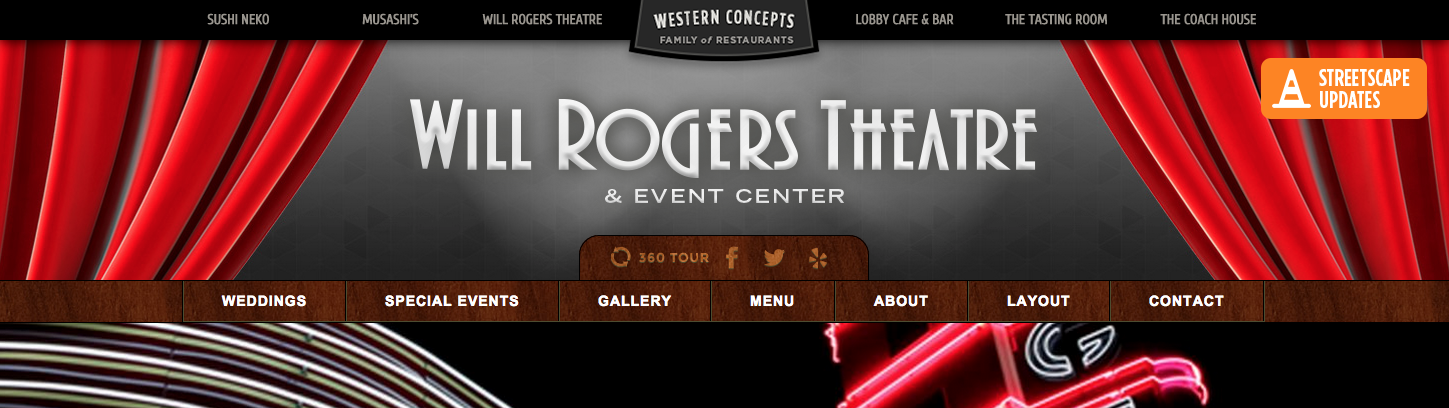 SUSHI NEKO
MUSASHI'S
WILL ROGERS THEATRE
WESTERN CONCEPTS
FAMILY of RESTAURANTS
LOBBY CAFE & BAR
THE TASTING ROOM
THE COACH HOUSE
STREETSCAPE
UPDATES
WILL ROGERS THEATRE
& EVENT CENTER
360 TOUR
WEDDINGS
SPECIAL EVENTS
GALLERY
MENU
ABOUT
LAYOUT
CONTACT